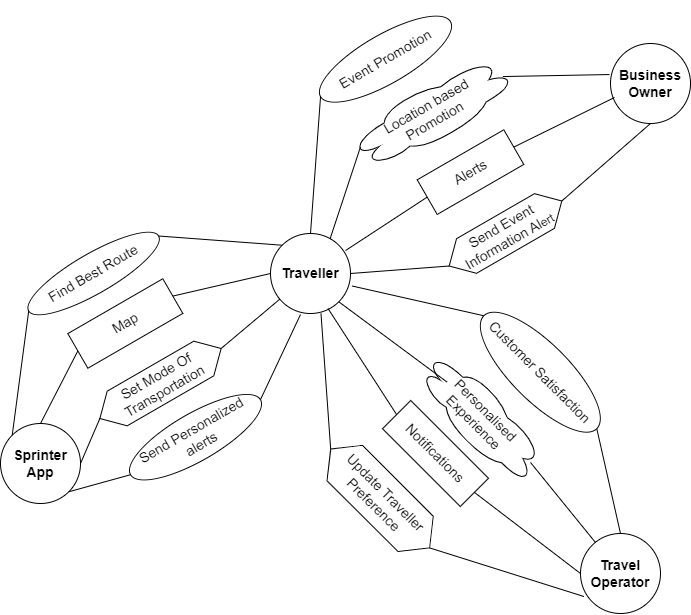 Event Promotion
Location based
Promotion
Business
Owner
Alerts
Send Event
Information Alert
Traveller
Find Best Route
Map
Set Mode Of
Transportation
Send Personalized
alerts
Sprinter
App
Customer Satisfaction
Personalised
Experience
Notifications
Update Traveller
Preference
Travel
Operator